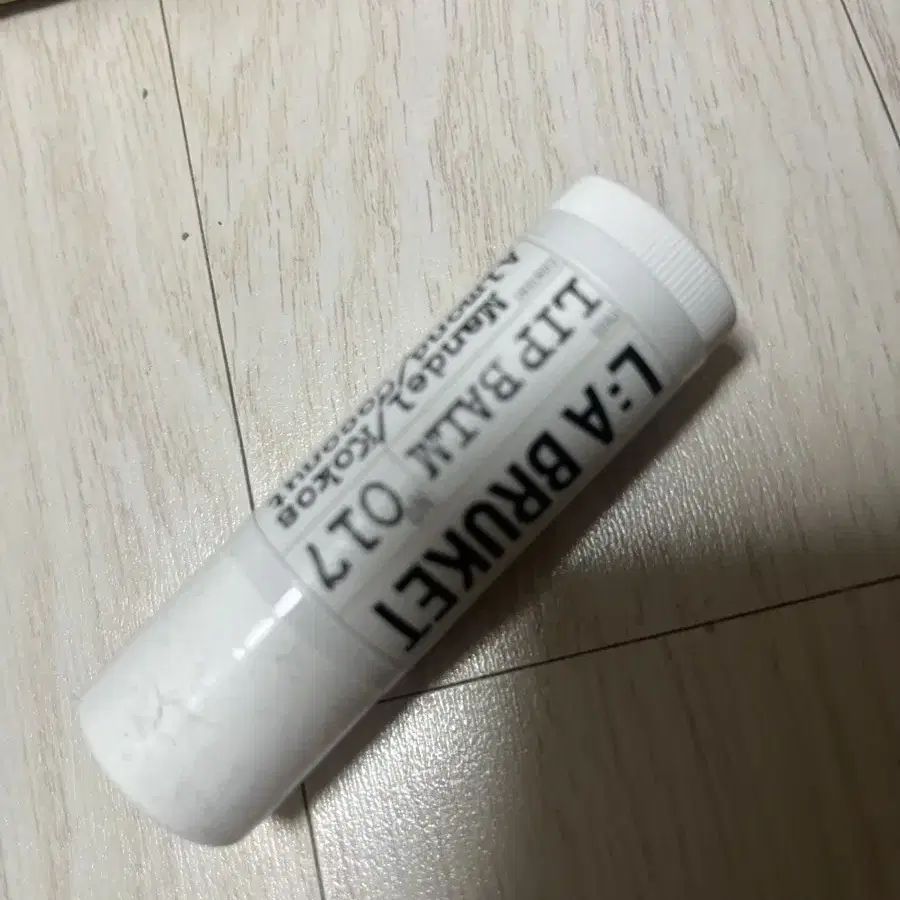 L:A BRUKET
LIP BALM 017
Mandel/Kokos
Almond/Coconut